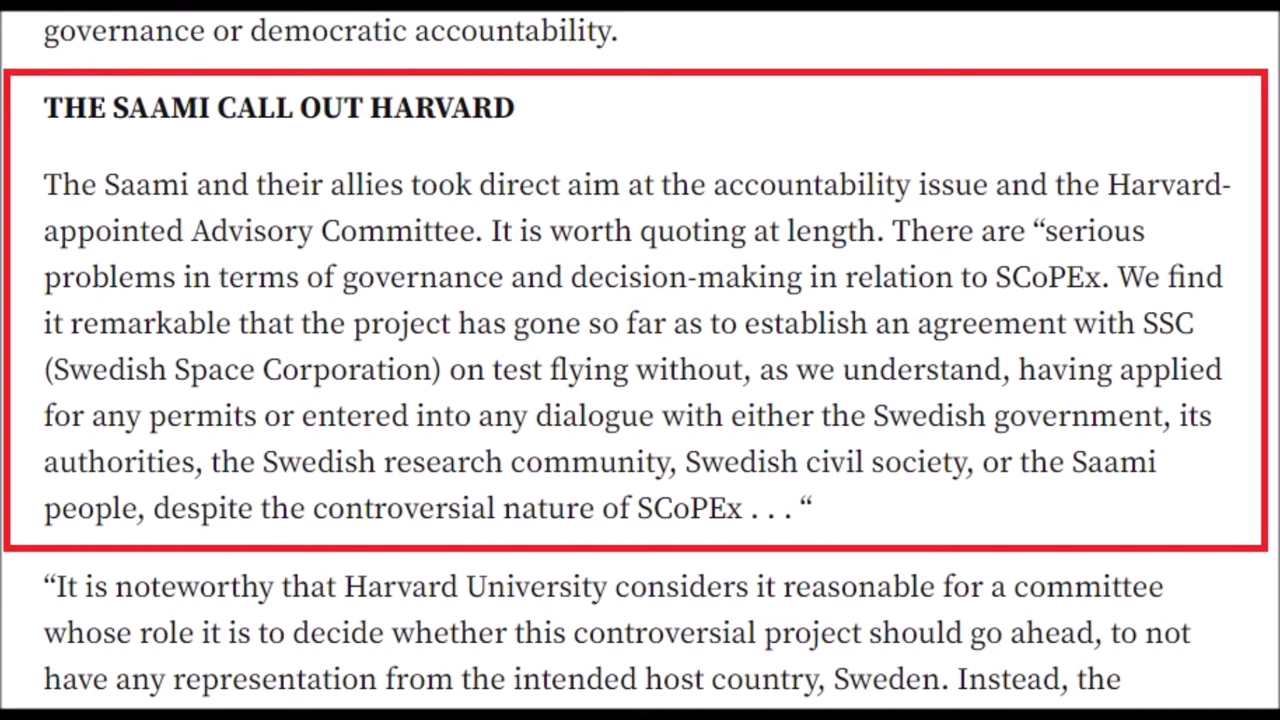 governance or democratic accountability.
THE SAAMI CALL OUT HARVARD
The Saami and their allies took direct aim at the accountability issue and the Harvard-
appointed Advisory Committee. It is worth quoting at length. There are “serious
problems in terms of governance and decision-making in relation to SCoPEx. We find
it remarkable that the project has gone so far as to establish an agreement with SSC
(Swedish Space Corporation) on test flying without, as we understand, having applied
for any permits or entered into any dialogue with either the Swedish government, its
authorities, the Swedish research community, Swedish civil society, or the Saami
people, despite the controversial nature of SCoPEx . . . “
“It is noteworthy that Harvard University considers it reasonable for a committee
whose role it is to decide whether this controversial project should go ahead, to not
have any representation from the intended host country, Sweden. Instead, the